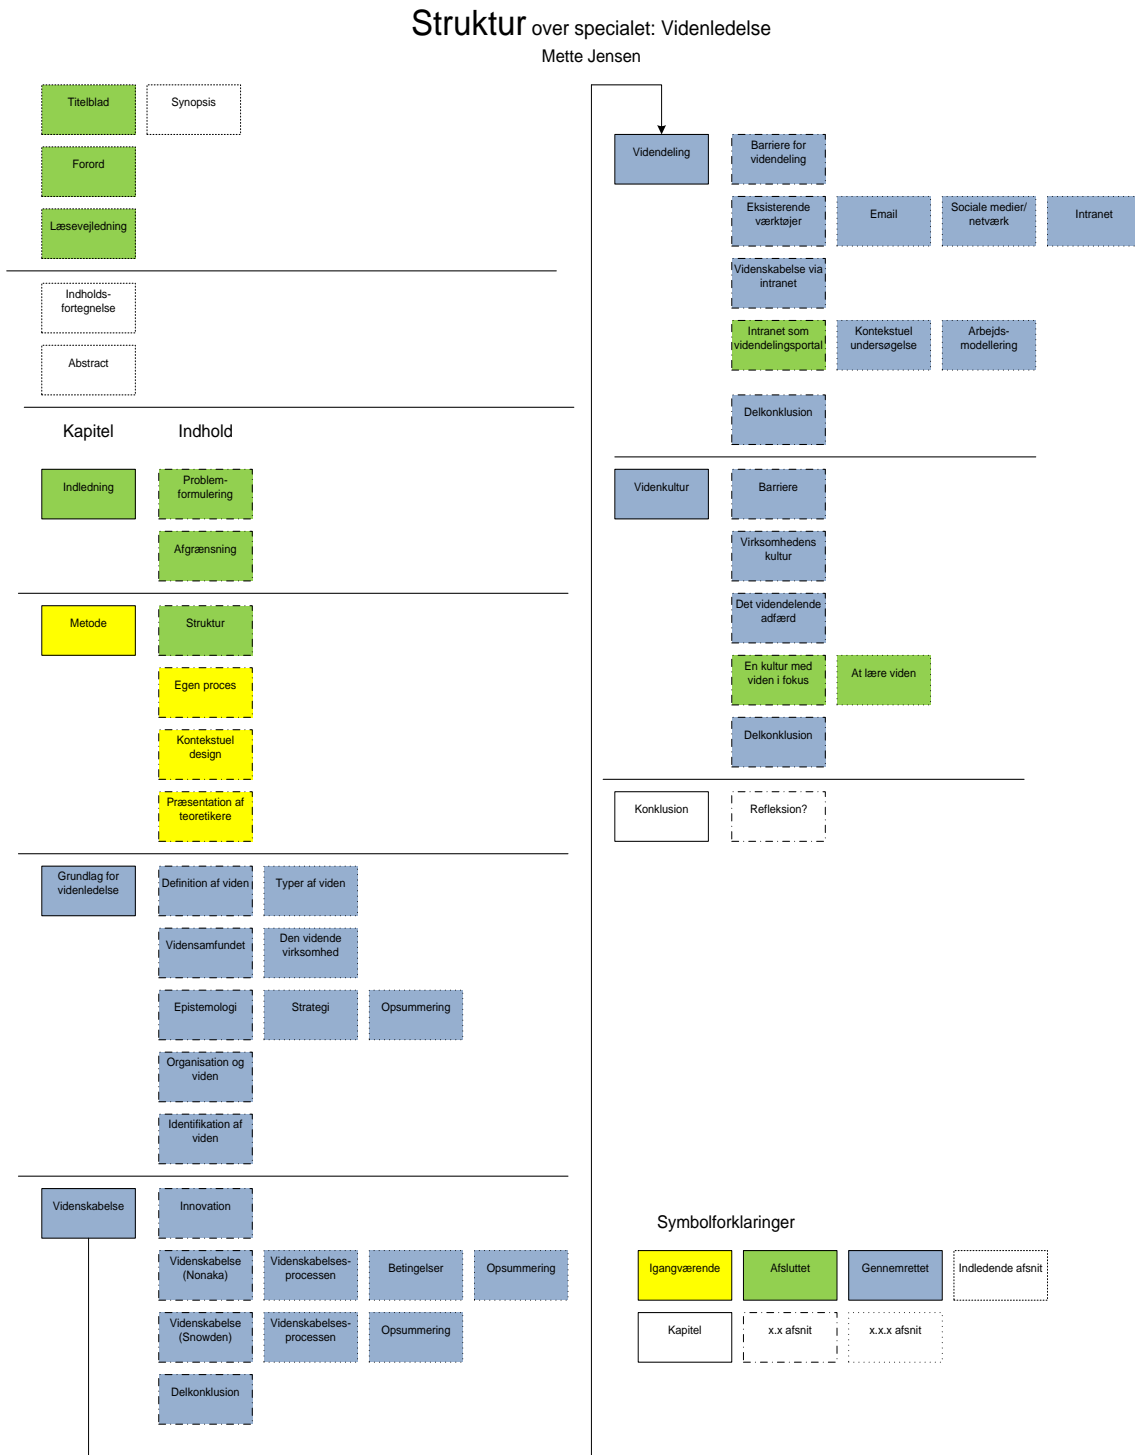 Struktur over specialet: Videnledelse
Mette Jensen
Titelblad
Synopsis
Forord
Læsevejledning
Indholds-
fortegnelse
Abstract
Kapitel
Indhold
Indledning
Problem-
formulering
Afgrænsning
Metode
Struktur
Egen proces
Kontekstuel
design
Præsentation af
teoretikere
Grundlag for
videnledelse
Definition af viden
Typer af viden
Vidensamfundet
Den vidende
virksomhed
Epistemologi
Strategi
Opsummering
Organisation og
viden
Identifikation af
viden
Videnskabelse
Innovation
Videnskabelse
(Nonaka)
Videnskabelses-
processen
Betingelser
Opsummering
Videnskabelse
(Snowden)
Videnskabelses-
processen
Opsummering
Delkonklusion
Videndeling
Barriere for
videndeling
Eksisterende
værktøjer
Email
Sociale medier/
netværk
Intranet
Videnskabelse via
intranet
Intranet som
videndelingsportal
Kontekstuel
undersøgelse
Arbejds-
modellering
Delkonklusion
Videnkultur
Barriere
Virksomhedens
kultur
Det videndelende
adfærd
En kultur med
viden i fokus
At lære viden
Delkonklusion
Konklusion
Refleksion?
Symbolforklaringer
Igangværende
Afsluttet
Gennemrettet
Indledende afsnit
Kapitel
x.x afsnit
x.x.x afsnit